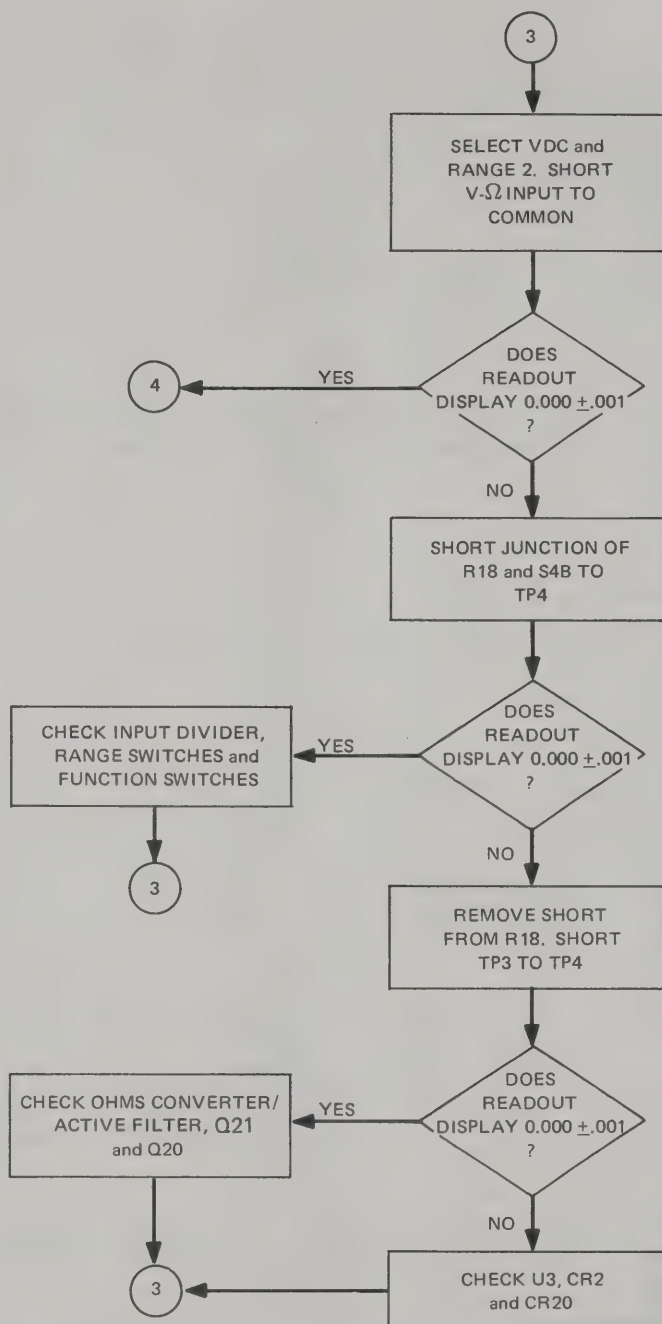 3
SELECT VDC and
RANGE 2. SHORT
V-Ω INPUT TO
COMMON
DOES
READOUT
DISPLAY 0.000 ±.001
?
YES
4
NO
SHORT JUNCTION OF
R18 and S4B TO
TP4
DOES
READOUT
DISPLAY 0.000 ±.001
?
YES
CHECK INPUT DIVIDER,
RANGE SWITCHES and
FUNCTION SWITCHES
3
NO
REMOVE SHORT
FROM R18. SHORT
TP3 TO TP4
DOES
READOUT
DISPLAY 0.000 ±.001
?
YES
CHECK OHMS CONVERTER/
ACTIVE FILTER, Q21
and Q20
NO
CHECK U3, CR2
and CR20
3